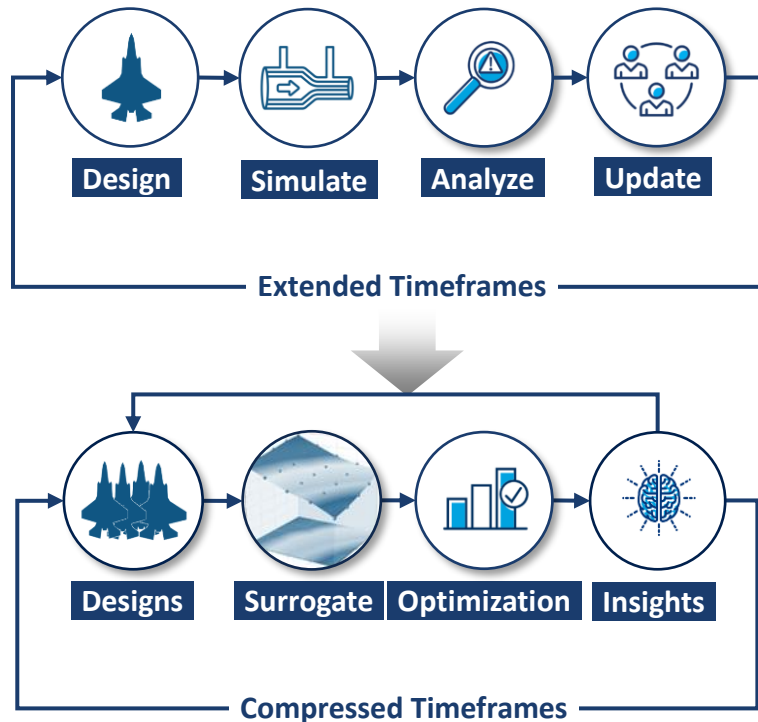 Design
Simulate
Analyze
Update
Extended Timeframes
Designs
Surrogate
Optimization
Insights
Compressed Timeframes